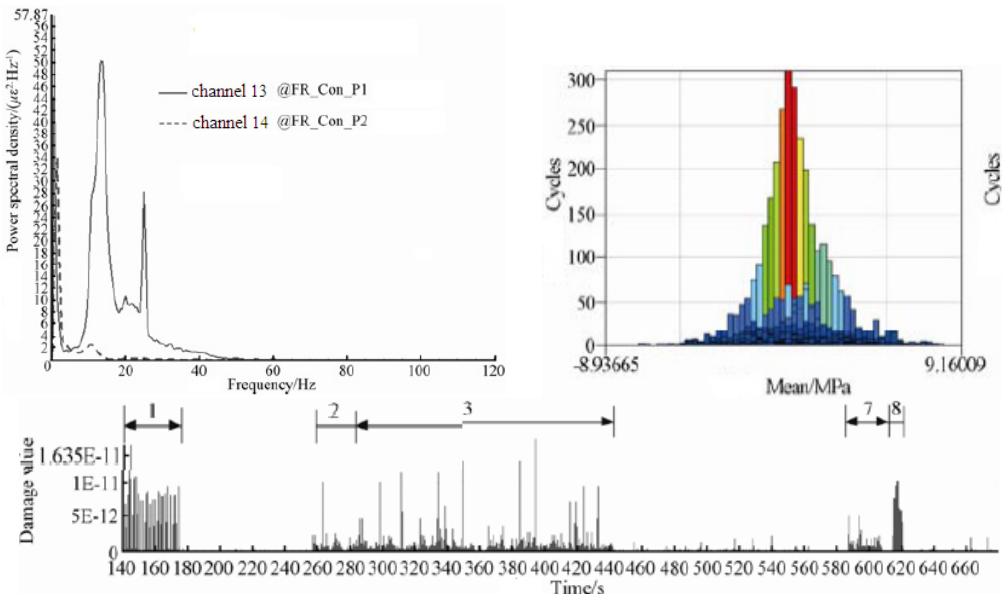 57.87
56
54
52
50
48
46
44
42
40
38
36
34
32
30
28
26
24
22
20
18
16
14
12
10
8
6
4
2
0 20 40 60 80 100 120
Power spectral density/(με²·Hz⁻¹)
Frequency/Hz
channel 13 @FR_Con_P1
channel 14 @FR_Con_P2
300
250
200
150
100
50
0
-8.93665 9.16009
Cycles
Mean/MPa
Cycles
1 2 3 7 8
Damage value
1.635E-11
1E-11
5E-12
0
140 160 180 200 220 240 260 280 300 320 340 360 380 400 420 440 460 480 500 520 540 560 580 600 620 640 660
Time/s